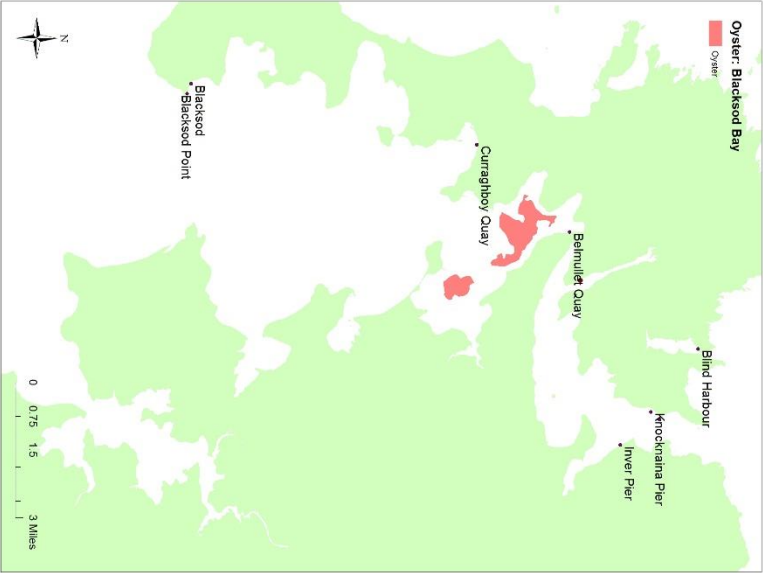 Oyster: Blacksod Bay
Oyster
Blind Harbour
Knocknaina Pier
Inver Pier
Belmullet Quay
Curraghboy Quay
Blacksod
Blacksod Point
N
0 0.75 1.5 3 Miles